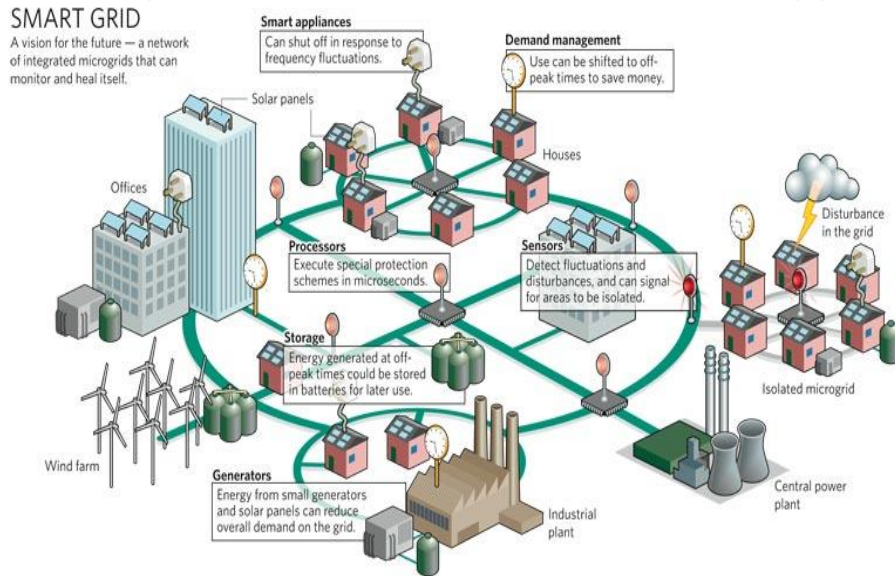 SMART GRID
A vision for the future — a network
of integrated microgrids that can
monitor and heal itself.
Smart appliances
Can shut off in response to
frequency fluctuations.
Demand management
Use can be shifted to off-
peak times to save money.
Solar panels
Houses
Offices
Disturbance
in the grid
Processors
Execute special protection
schemes in microseconds.
Sensors
Detect fluctuations and
disturbances, and can signal
for areas to be isolated.
Storage
Energy generated at off-
peak times could be stored
in batteries for later use.
Isolated microgrid
Wind farm
Generators
Energy from small generators
and solar panels can reduce
overall demand on the grid.
Industrial
plant
Central power
plant